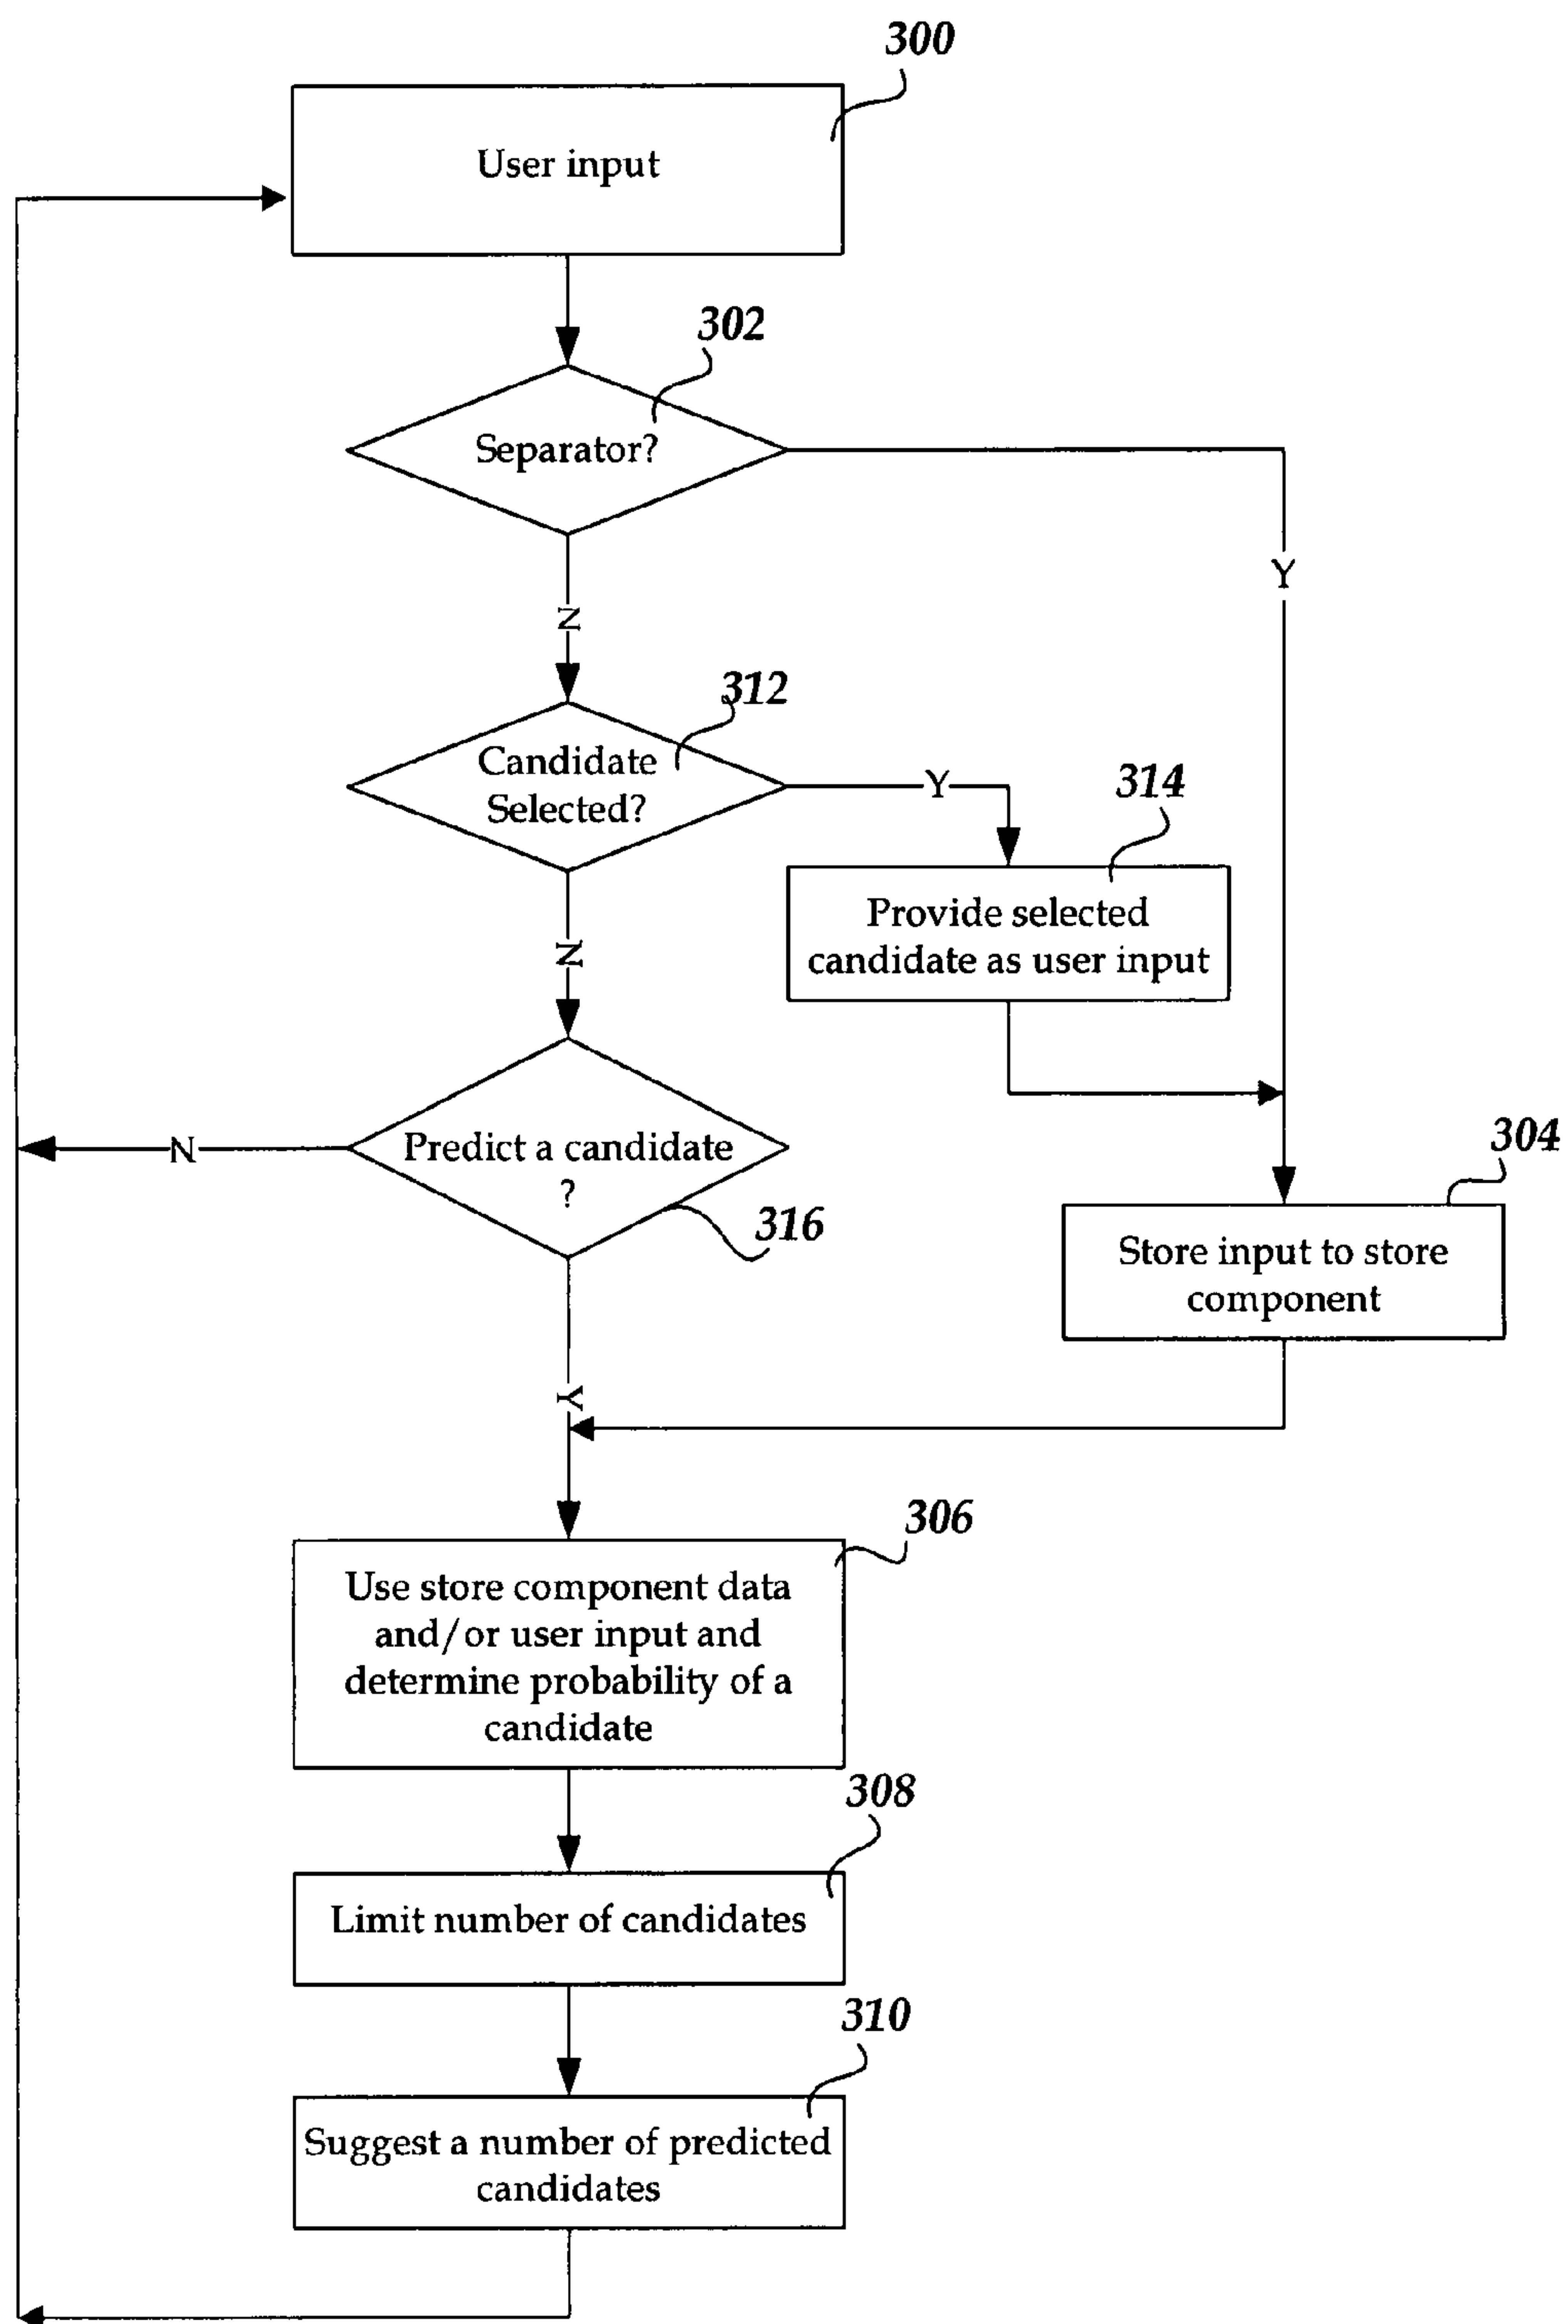 300
User input
302
Separator?
Y
N
312
Candidate
Selected?
Y
314
Provide selected
candidate as user input
N
Predict a candidate
?
N
316
304
Store input to store
component
Y
306
Use store component data
and/or user input and
determine probability of a
candidate
308
Limit number of candidates
310
Suggest a number of predicted
candidates